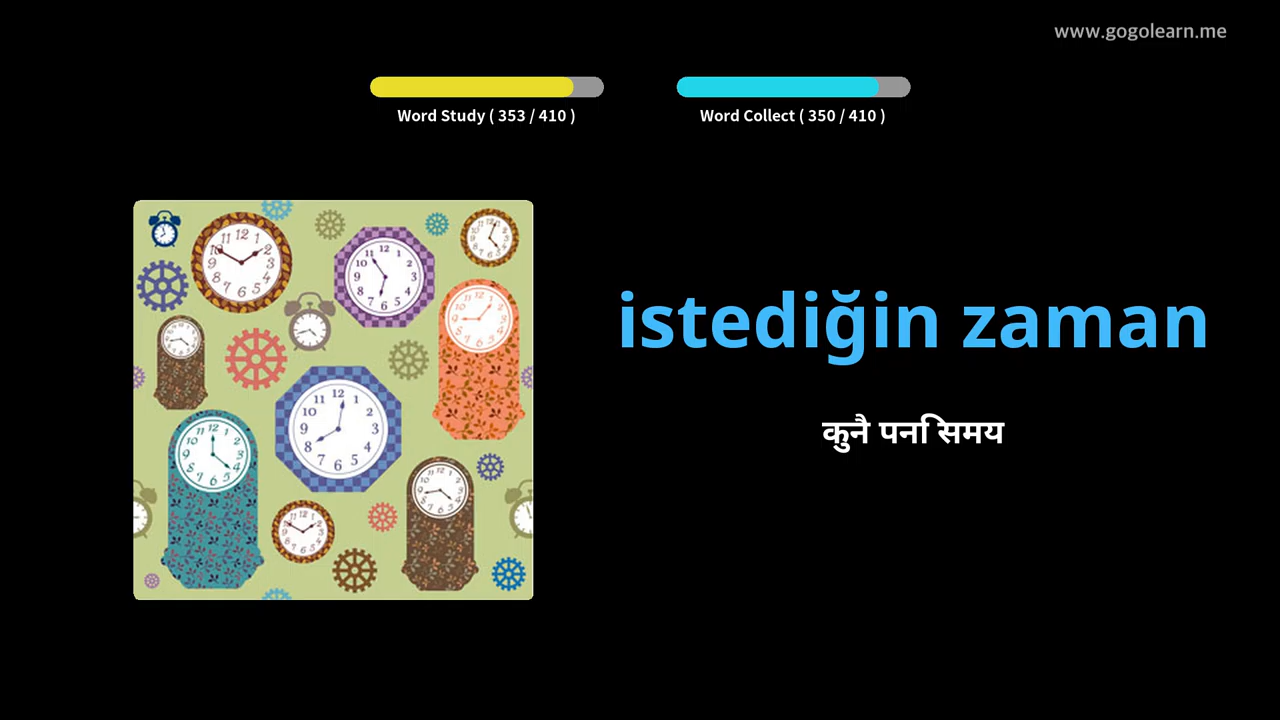 www.gogolearn.me
Word Study ( 353 / 410 )
Word Collect ( 350 / 410 )
istediğin zaman
कुनै पनि समय